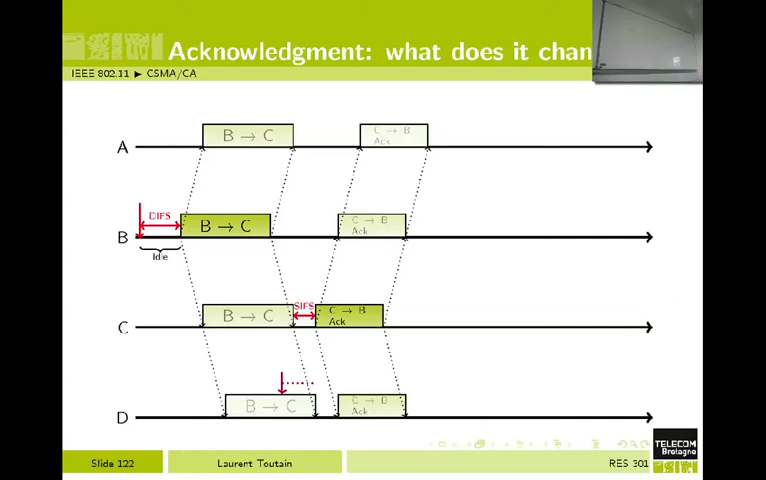 Acknowledgment: what does it chan
IEEE 802.11 ▶ CSMA/CA
A
B → C
C → B
Ack
B
DIFS
Idle
B → C
C → B
Ack
C
B → C
SIFS
C → B
Ack
D
B → C
C → B
Ack
Slide 122
Laurent Toutain
RES 301
TELECOM
Bretagne